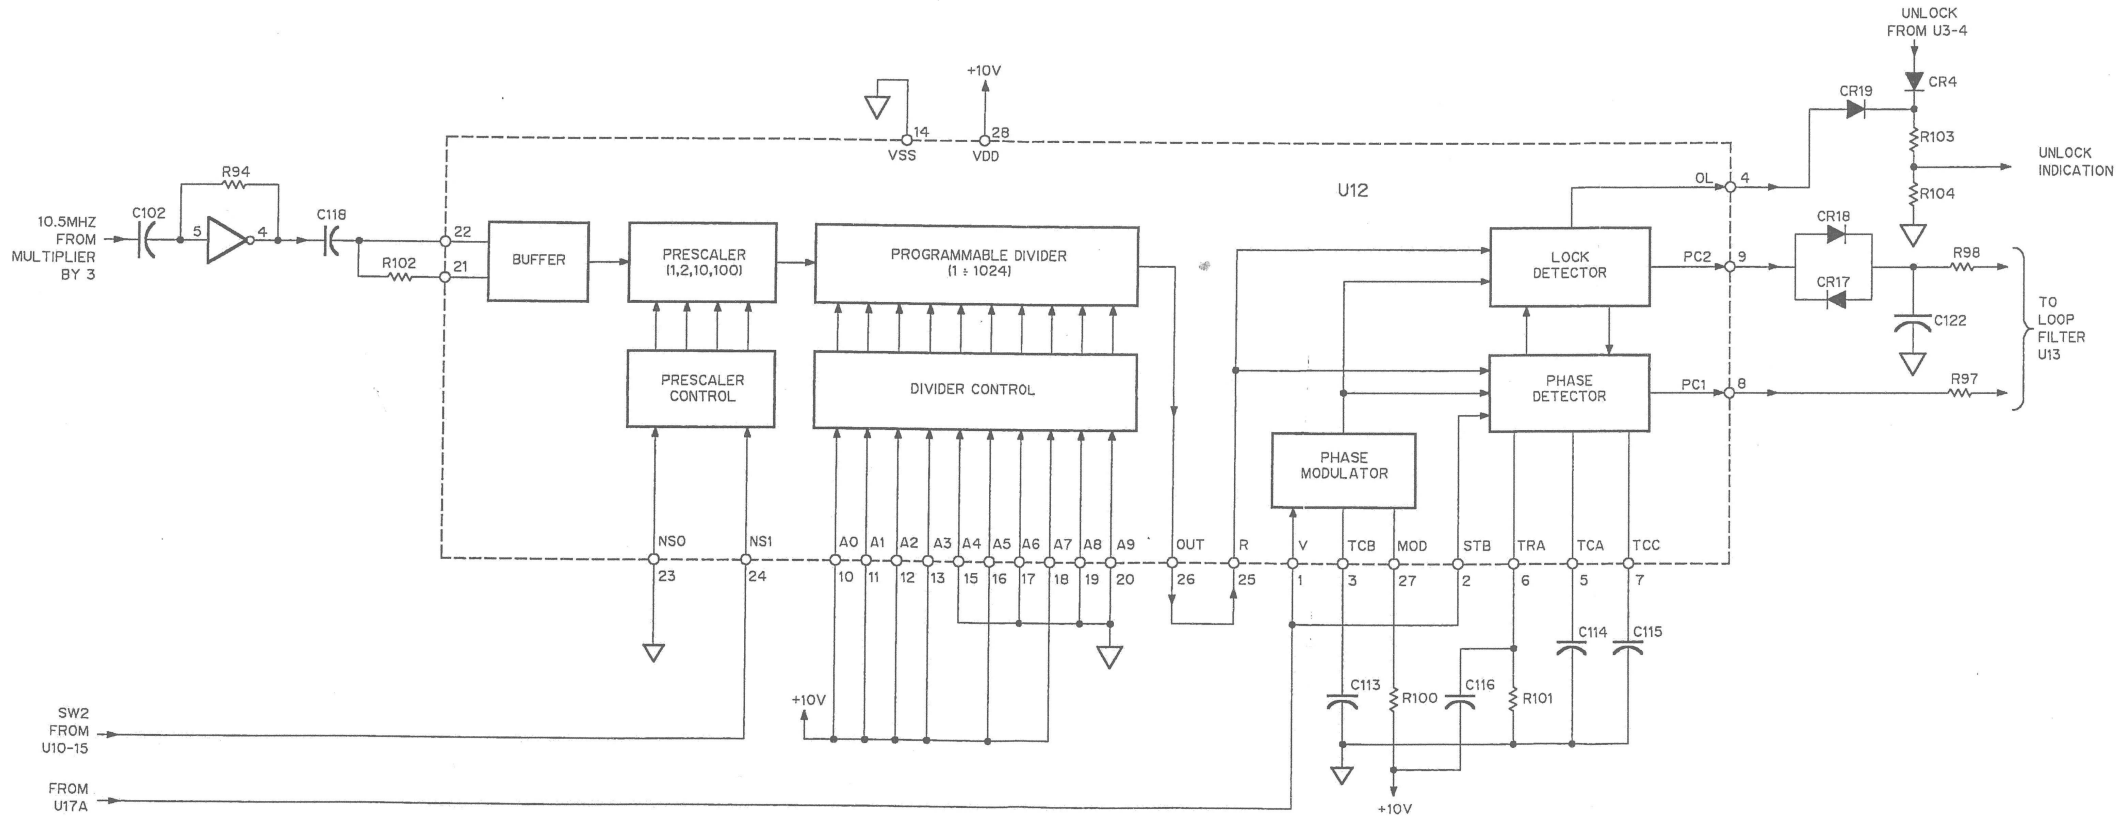 UNLOCK
FROM U3-4
+10V
CR4
CR19
14
28
VSS
VDD
R103
UNLOCK
INDICATION
U12
OL
4
R104
R94
10.5MHZ
FROM
MULTIPLIER
BY 3
C102
5
4
C118
22
R102
21
BUFFER
PRESCALER
(1,2,10,100)
PROGRAMMABLE DIVIDER
(1 ÷ 1024)
LOCK
DETECTOR
PC2
9
CR18
CR17
R98
C122
TO
LOOP
FILTER
U13
PRESCALER
CONTROL
DIVIDER CONTROL
PHASE
DETECTOR
PC1
8
R97
PHASE
MODULATOR
NS0
NS1
A0
A1
A2
A3
A4
A5
A6
A7
A8
A9
OUT
R
V
TCB
MOD
STB
TRA
TCA
TCC
23
24
10
11
12
13
15
16
17
18
19
20
26
25
1
3
27
2
6
5
7
C114
C115
C113
R100
C116
R101
+10V
SW2
FROM
U10-15
FROM
U17A
+10V